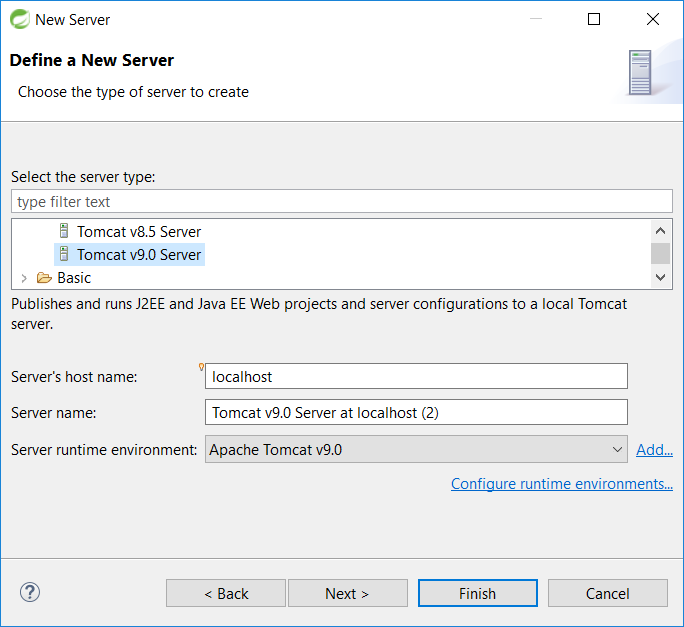 New Server
Define a New Server
Choose the type of server to create
Select the server type:
type filter text
Tomcat v8.5 Server
Tomcat v9.0 Server
Basic
Publishes and runs J2EE and Java EE Web projects and server configurations to a local Tomcat
server.
Server's host name: localhost
Server name: Tomcat v9.0 Server at localhost (2)
Server runtime environment: Apache Tomcat v9.0 Add...
Configure runtime environments...
? < Back Next > Finish Cancel